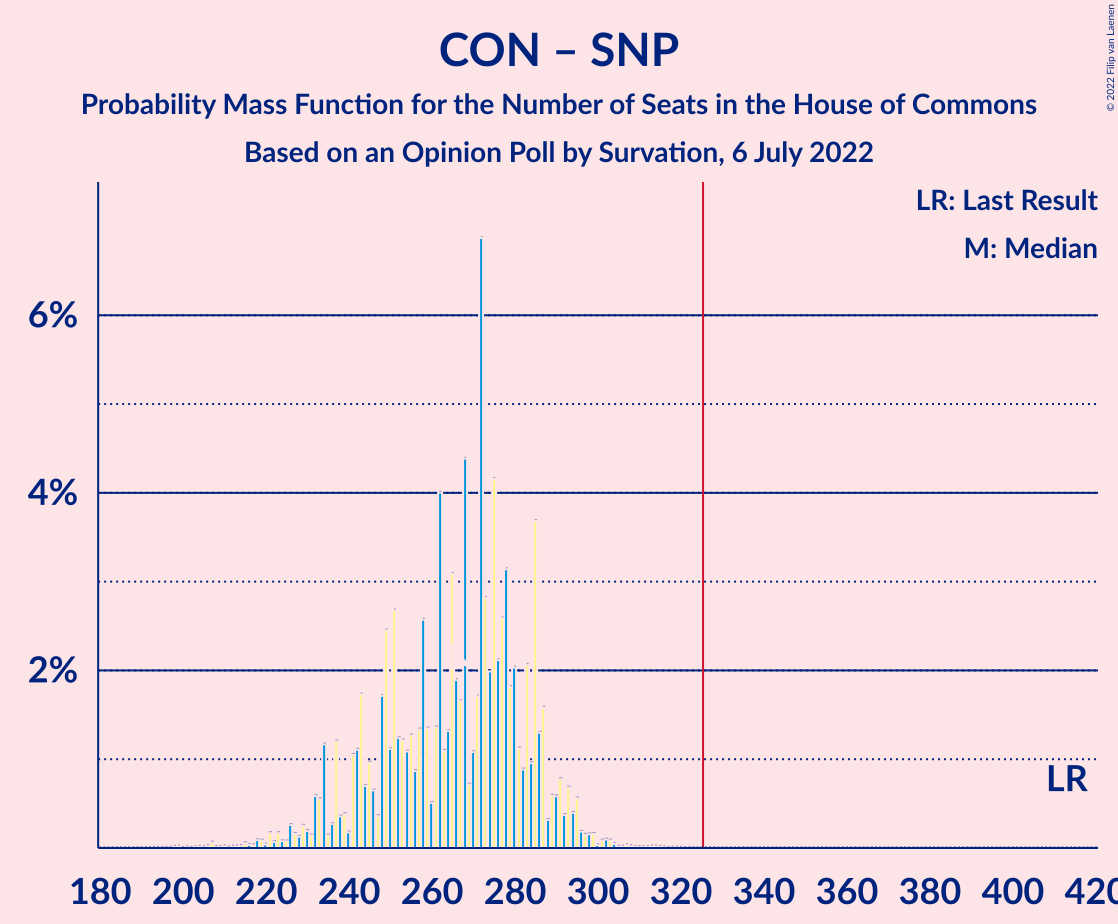 CON – SNP
Probability Mass Function for the Number of Seats in the House of Commons
Based on an Opinion Poll by Survation, 6 July 2022
© 2022 Filip van Laenen
LR: Last Result
M: Median
6%
4%
2%
LR
180 200 220 240 260 280 300 320 340 360 380 400 420